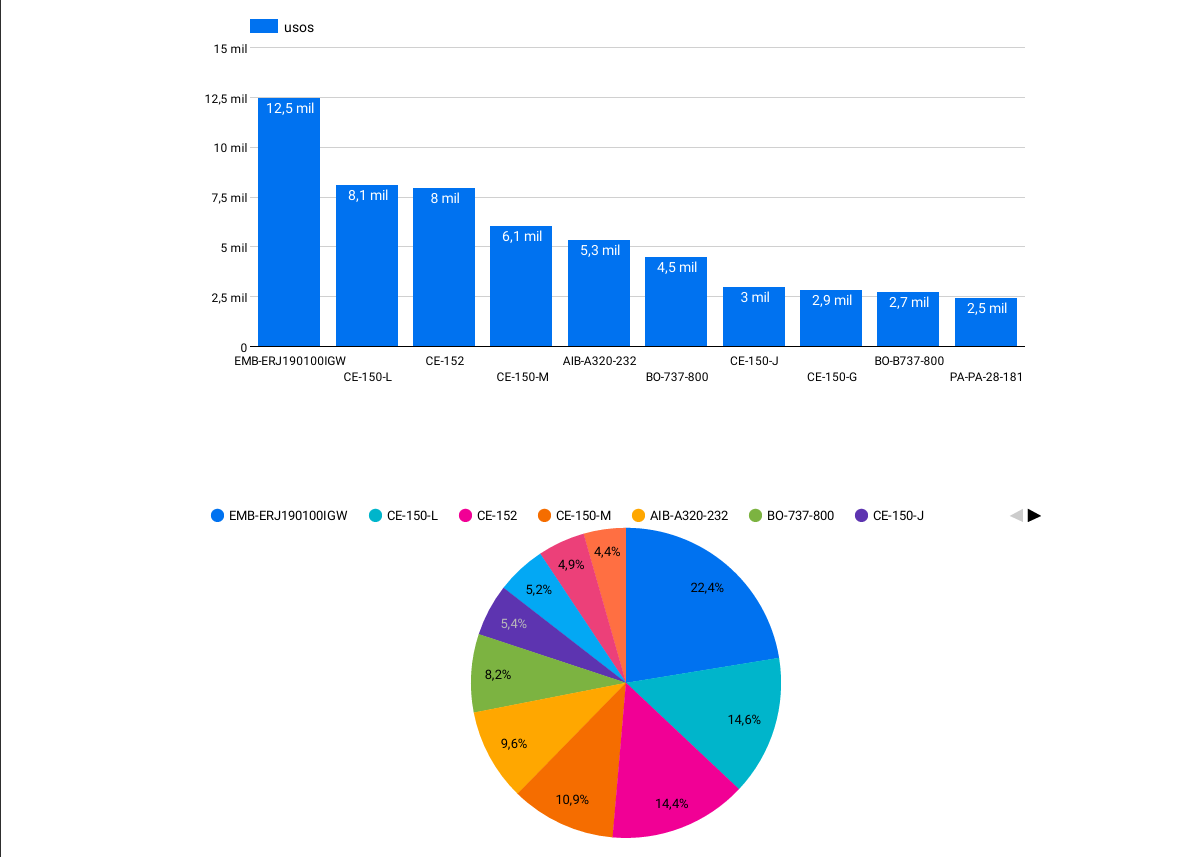 usos
15 mil
12,5 mil
10 mil
7,5 mil
5 mil
2,5 mil
0
12,5 mil
8,1 mil
8 mil
6,1 mil
5,3 mil
4,5 mil
3 mil
2,9 mil
2,7 mil
2,5 mil
EMB-ERJ190100IGW
CE-150-L
CE-152
CE-150-M
AIB-A320-232
BO-737-800
CE-150-J
CE-150-G
BO-B737-800
PA-PA-28-181
EMB-ERJ190100IGW CE-150-L CE-152 CE-150-M AIB-A320-232 BO-737-800 CE-150-J
22,4%
14,6%
14,4%
10,9%
9,6%
8,2%
5,4%
5,2%
4,9%
4,4%